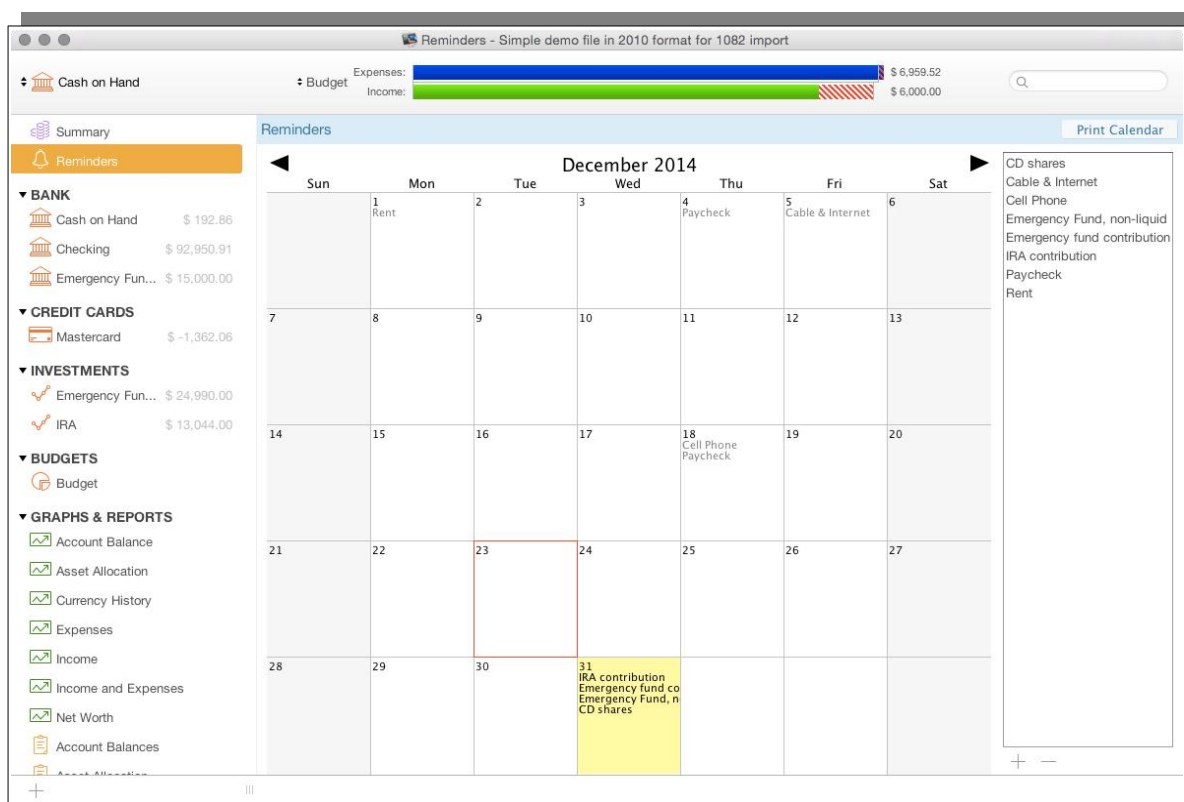 Reminders - Simple demo file in 2010 format for 1082 import
Cash on Hand
Budget
Expenses:
$ 6,959.52
Income:
$ 6,000.00
Summary
Reminders
BANK
Cash on Hand $ 192.86
Checking $ 92,950.91
Emergency Fun... $ 15,000.00
CREDIT CARDS
Mastercard $ -1,362.06
INVESTMENTS
Emergency Fun... $ 24,990.00
IRA $ 13,044.00
BUDGETS
Budget
GRAPHS & REPORTS
Account Balance
Asset Allocation
Currency History
Expenses
Income
Income and Expenses
Net Worth
Account Balances
Asset Allocation
Reminders
Print Calendar
December 2014
Sun Mon Tue Wed Thu Fri Sat
1 2 3 4 5 6
Rent Paycheck Cable & Internet
7 8 9 10 11 12 13
14 15 16 17 18 19 20
Cell Phone
Paycheck
21 22 23 24 25 26 27
28 29 30 31
IRA contribution
Emergency fund co
Emergency Fund, n
CD shares
CD shares
Cable & Internet
Cell Phone
Emergency Fund, non-liquid
Emergency fund contribution
IRA contribution
Paycheck
Rent